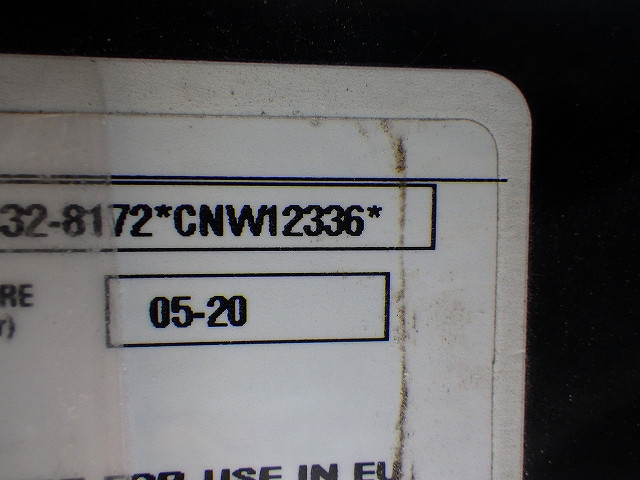 32-8172*CNW12336*
RE
05-20
r)
FOR USE IN EU